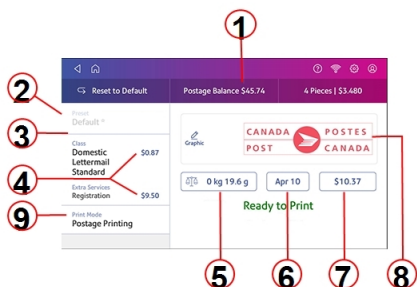 1
2
3
4
9
Reset to Default
Postage Balance $45.74
4 Pieces | $3.480
Preset
Default ^
Class
Domestic $0.87
Lettermail
Standard
Extra Services
Registration $9.50
Print Mode
Postage Printing
Graphic
CANADA POSTES
POST CANADA
0 kg 19.6 g
Apr 10
$10.37
Ready to Print
5
6
7
8